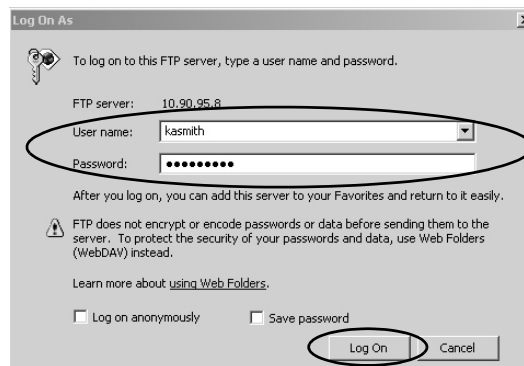 Log On As
To log on to this FTP server, type a user name and password.
FTP server: 10.90.95.8
User name: kasmith
Password: ●●●●●●●●●
After you log on, you can add this server to your Favorites and return to it easily.
FTP does not encrypt or encode passwords or data before sending them to the
server. To protect the security of your passwords and data, use Web Folders
(WebDAV) instead.
Learn more about using Web Folders.
Log on anonymously Save password
Log On Cancel